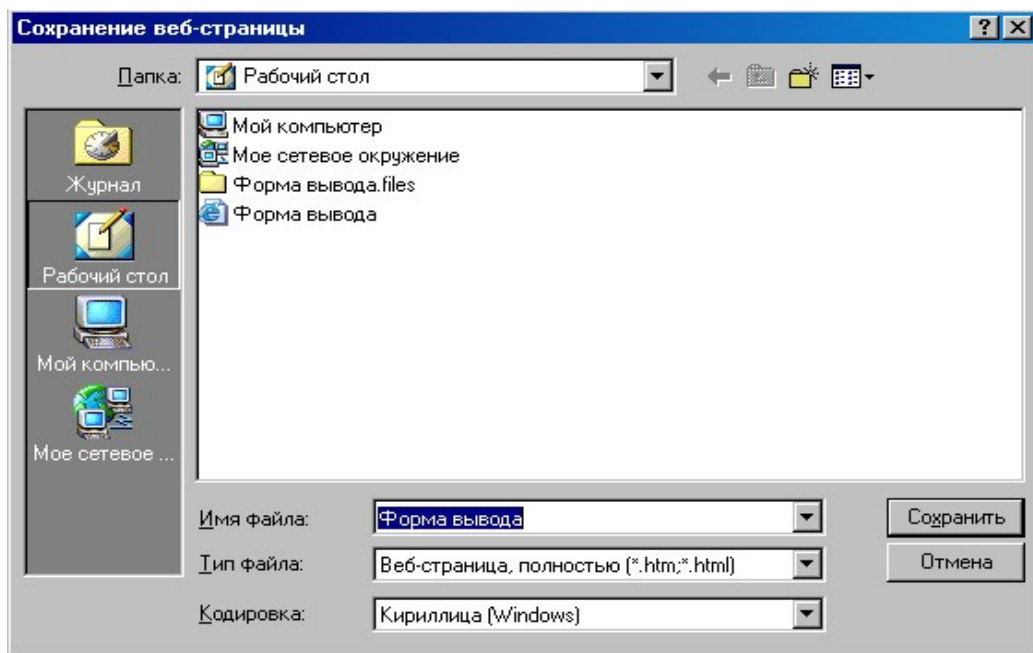 Сохранение веб-страницы
Папка: Рабочий стол
Журнал
Рабочий стол
Мой компью...
Мое сетевое ...
Мой компьютер
Мое сетевое окружение
Форма вывода.files
Форма вывода
Имя файла: Форма вывода Сохранить
Тип файла: Веб-страница, полностью (*.htm;*.html) Отмена
Кодировка: Кириллица (Windows)